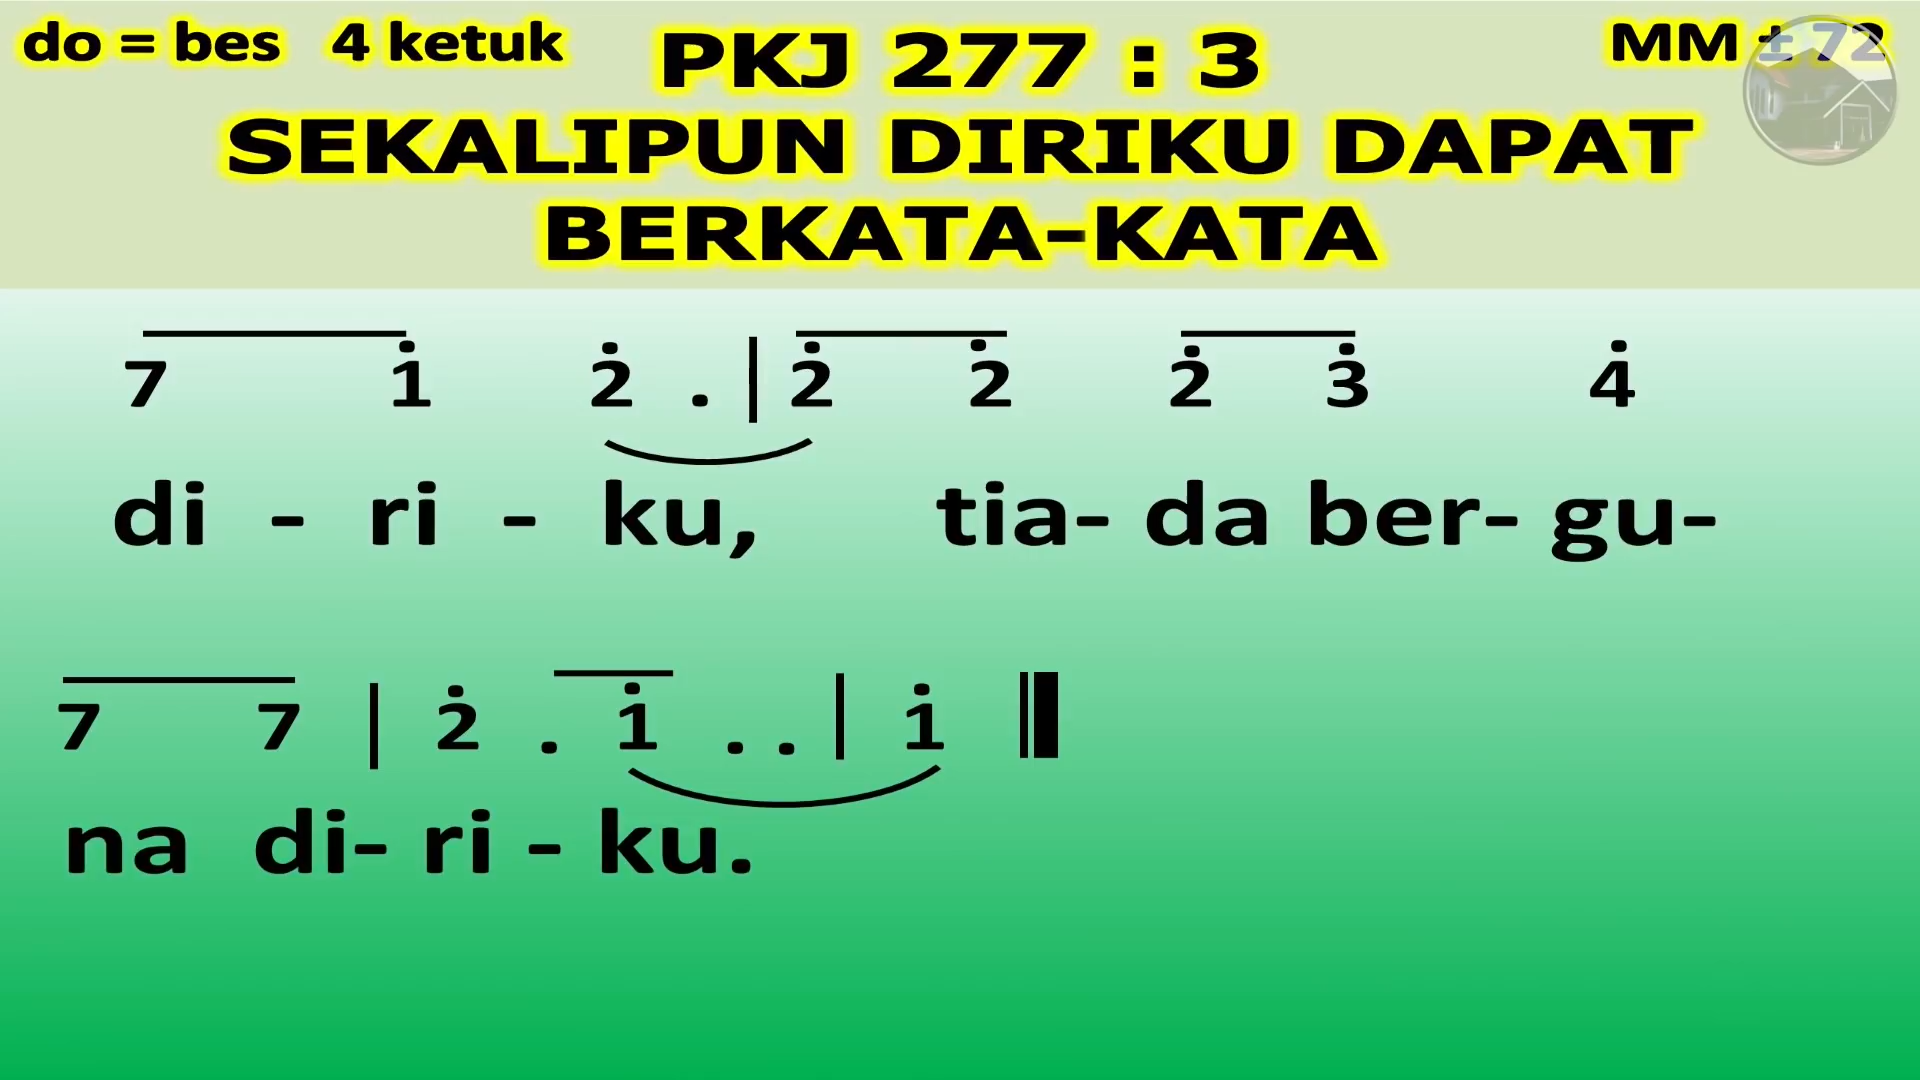 do = bes 4 ketuk
MM ± 72
PKJ 277 : 3
SEKALIPUN DIRIKU DAPAT
BERKATA-KATA
7 1̇ 2̇ . | 2̇ 2̇ 2̇ 3̇ 4̇
di - ri - ku, tia- da ber- gu-
7 7 | 2̇ . 1̇ . . | 1̇
na di- ri - ku.